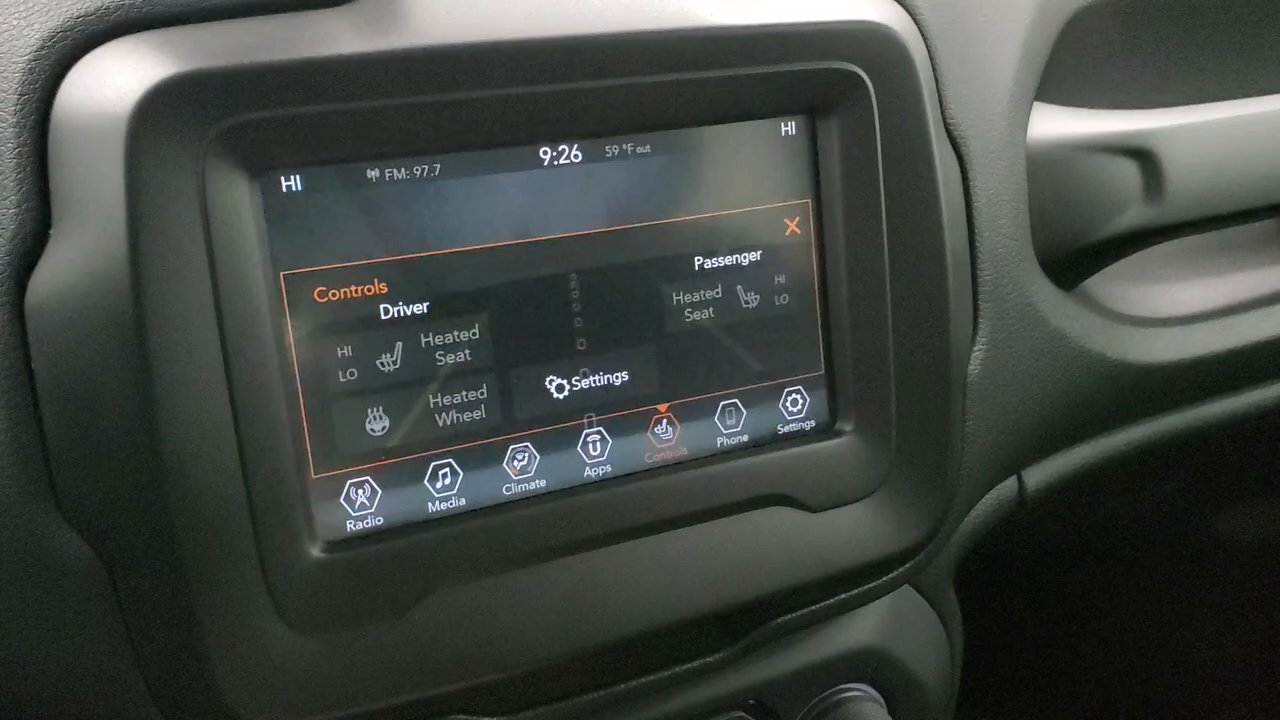 HI
FM: 97.7
9:26
59 °F out
HI
Controls
Driver
Passenger
HI
LO
Heated
Seat
Heated
Seat
HI
LO
Heated
Wheel
Settings
Radio
Media
Climate
Apps
Controls
Phone
Settings